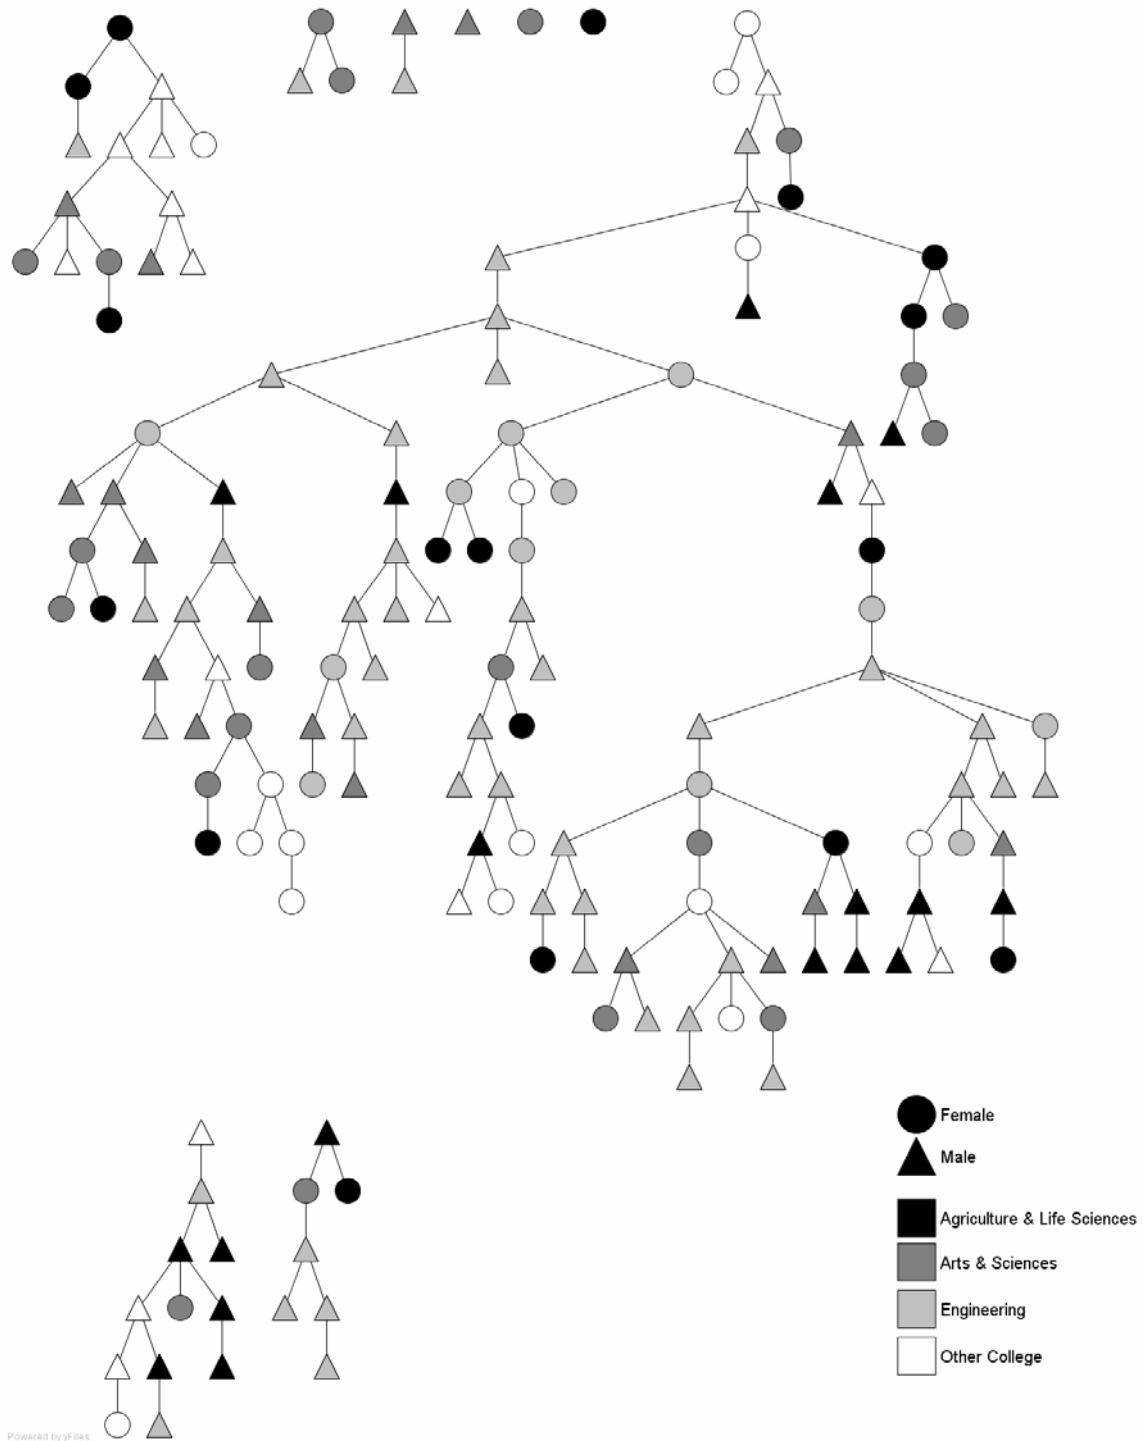 Female
Male
Agriculture & Life Sciences
Arts & Sciences
Engineering
Other College
Powered by yFiles